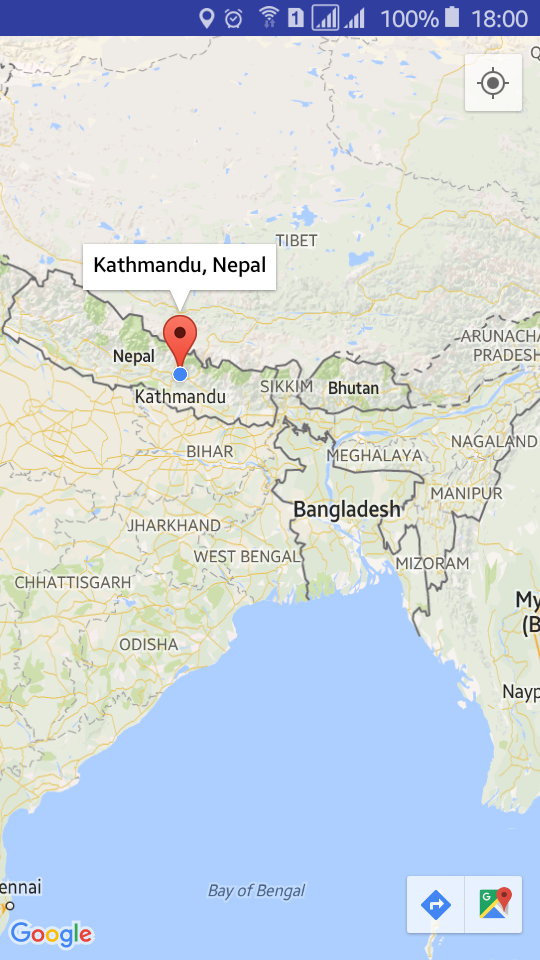 1
100%
18:00
Q
TIBET
Kathmandu, Nepal
ARUNACHA
PRADESH
Nepal
SIKKIM
Bhutan
Kathmandu
BIHAR
MEGHALAYA
NAGALAND
MANIPUR
Bangladesh
JHARKHAND
WEST BENGAL
MIZORAM
CHHATTISGARH
My
(B
ODISHA
Nayp
ennai
Bay of Bengal
G
Google